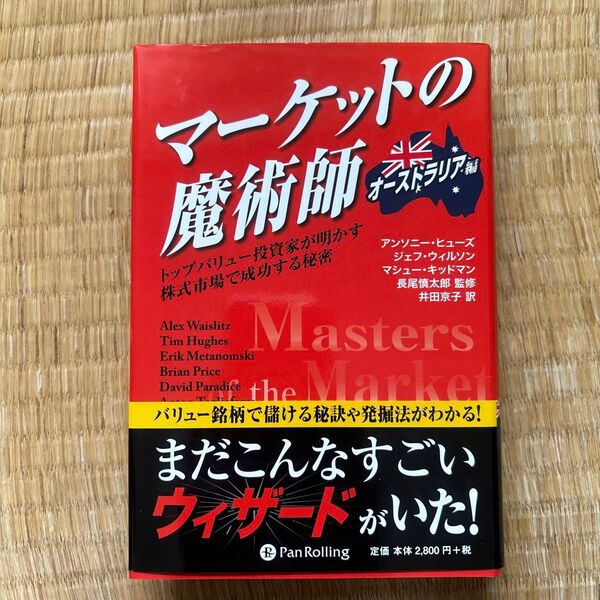 マーケットの
魔術師
オーストラリア編
トップバリュー投資家が明かす
株式市場で成功する秘密
アンソニー・ヒューズ
ジェフ・ウィルソン
マシュー・キッドマン
長尾慎太郎 監修
井田京子 訳
Alex Waislitz
Tim Hughes
Erik Metanomski
Brian Price
David Paradice
Masters
of the
Market
バリュー銘柄で儲ける秘訣や発掘法がわかる!
まだこんなすごい
ウィザードがいた!
PanRolling
定価 本体2,800円+税